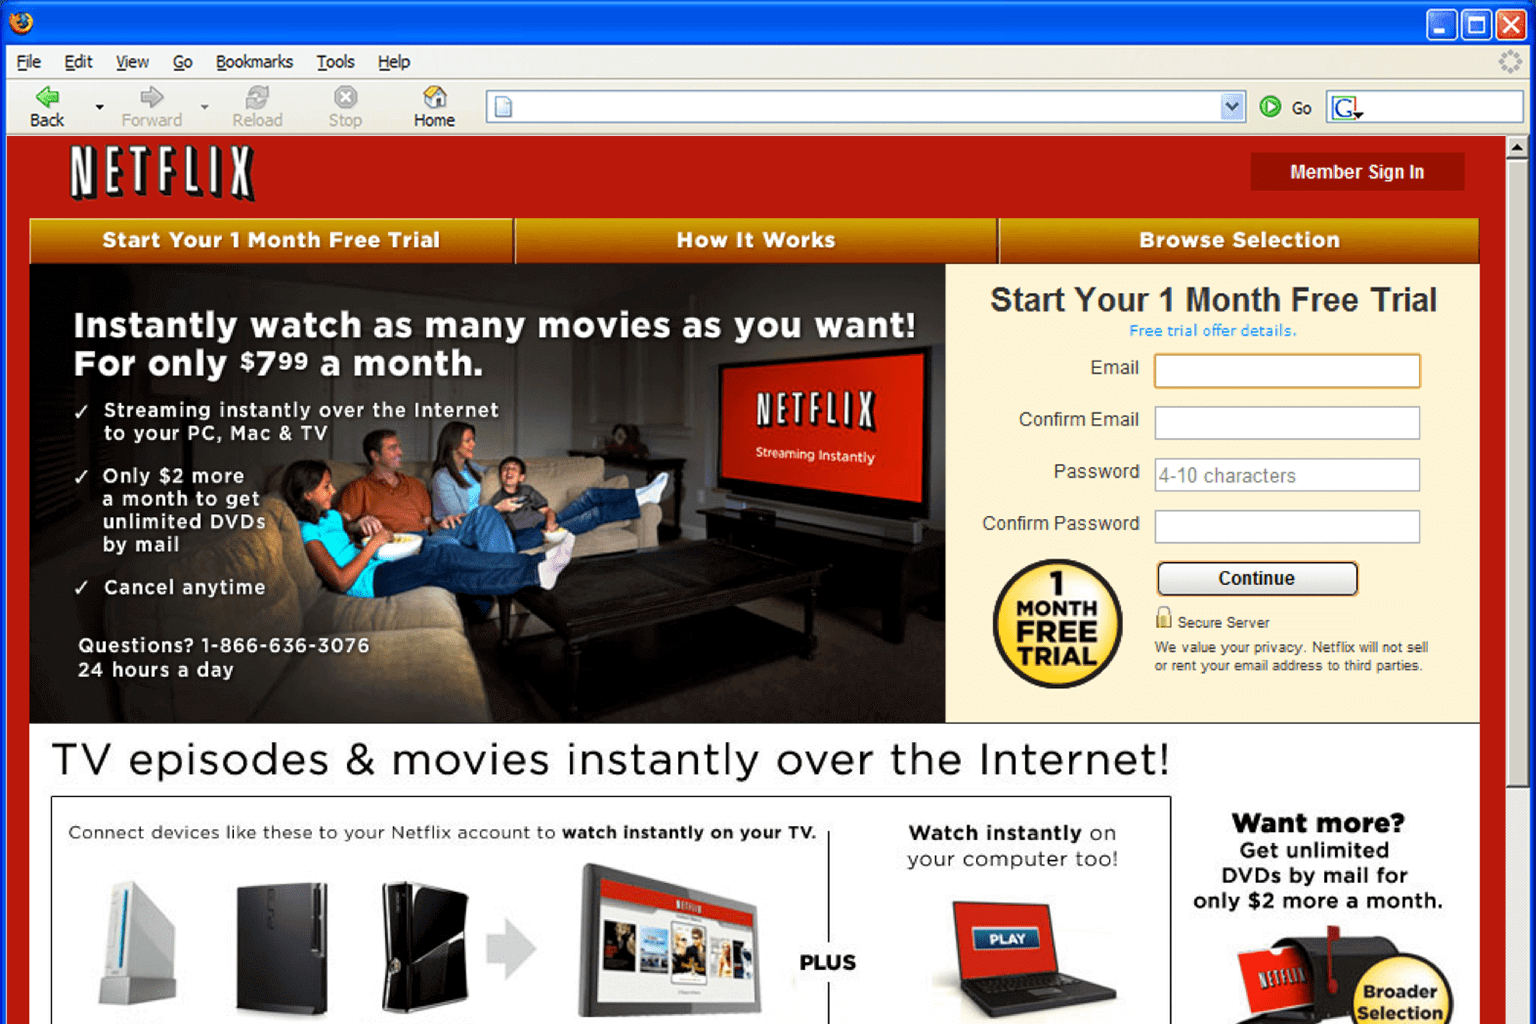 File Edit View Go Bookmarks Tools Help
Back Forward Reload Stop Home Go G
NETFLIX
Member Sign In
Start Your 1 Month Free Trial
How It Works
Browse Selection
Instantly watch as many movies as you want!
For only $7.99 a month.
✓ Streaming instantly over the Internet
to your PC, Mac & TV
✓ Only $2 more
a month to get
unlimited DVDs
by mail
✓ Cancel anytime
Questions? 1-866-636-3076
24 hours a day
NETFLIX
Streaming Instantly
Start Your 1 Month Free Trial
Free trial offer details.
Email
Confirm Email
Password 4-10 characters
Confirm Password
Continue
1
MONTH
FREE
TRIAL
Secure Server
We value your privacy. Netflix will not sell
or rent your email address to third parties.
TV episodes & movies instantly over the Internet!
Connect devices like these to your Netflix account to watch instantly on your TV.
NETFLIX
PLUS
Watch instantly on
your computer too!
PLAY
Want more?
Get unlimited
DVDs by mail for
only $2 more a month.
NETFLIX
Broader
Selection